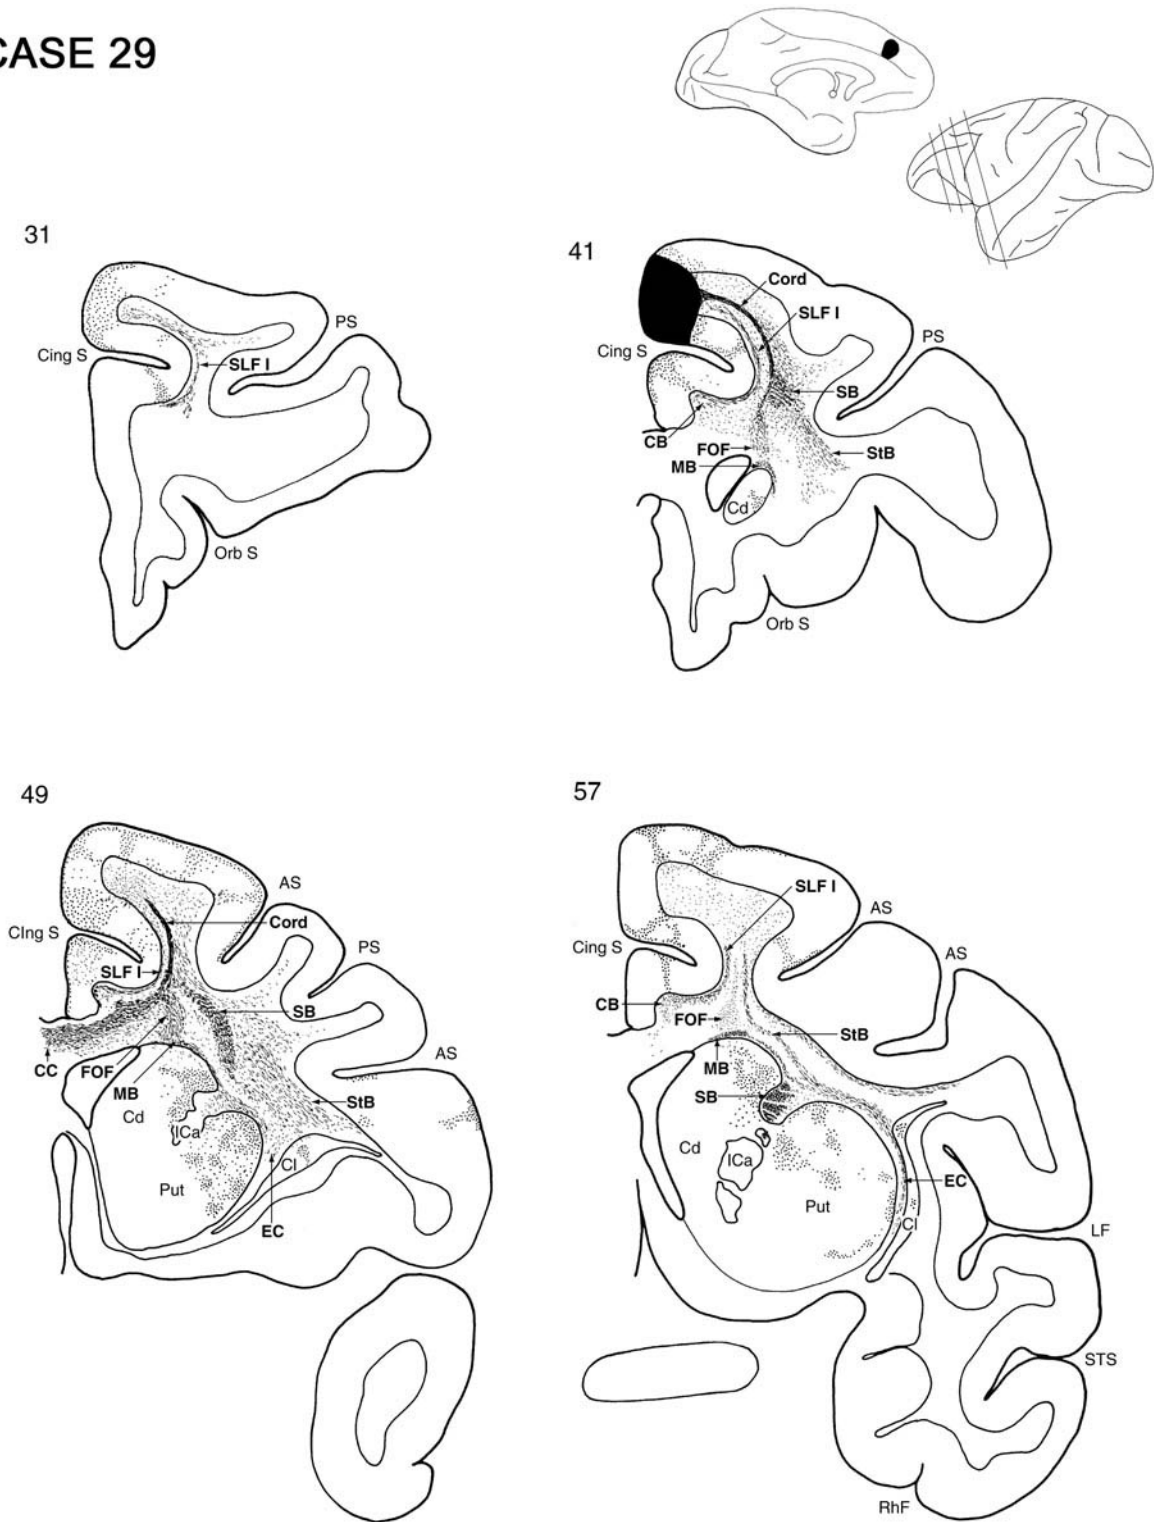 CASE 29
31
PS
Cing S
SLF I
Orb S
41
Cord
SLF I
PS
Cing S
SB
CB
FOF
StB
MB
Cd
Orb S
49
AS
Cord
PS
CIng S
SLF I
SB
AS
CC
FOF
MB
StB
Cd
ICa
Cl
Put
EC
57
SLF I
AS
Cing S
AS
CB
FOF
StB
MB
SB
Cd
ICa
EC
Put
Cl
LF
STS
RhF